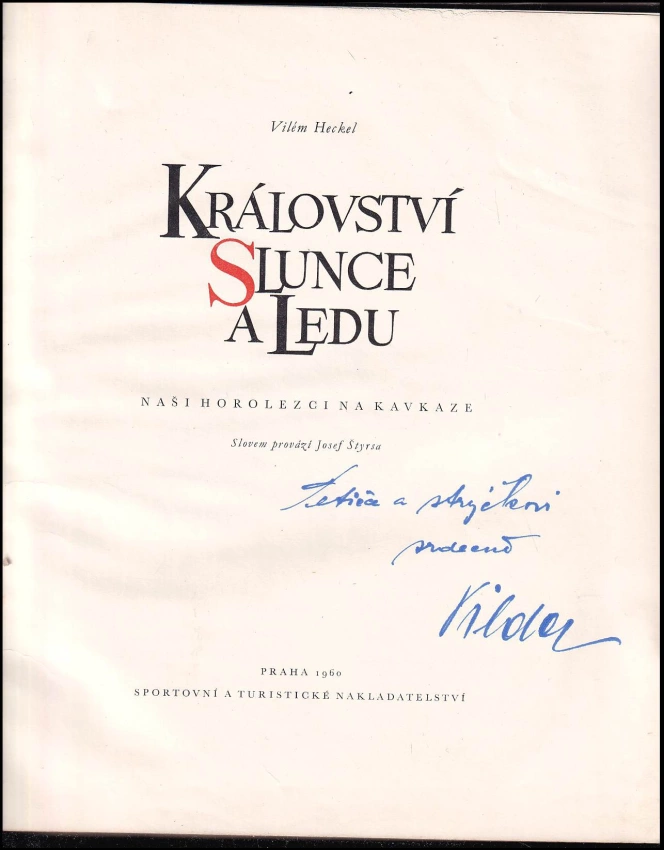 Vilém Heckel
KRÁLOVSTVÍ
SLUNCE
A LEDU
NAŠI HOROLEZCI NA KAVKAZE
Slovem provází Josef Štyrsa
Tetičce a strýčkovi
srdečně
Vilda
PRAHA 1960
SPORTOVNÍ A TURISTICKÉ NAKLADATELSTVÍ